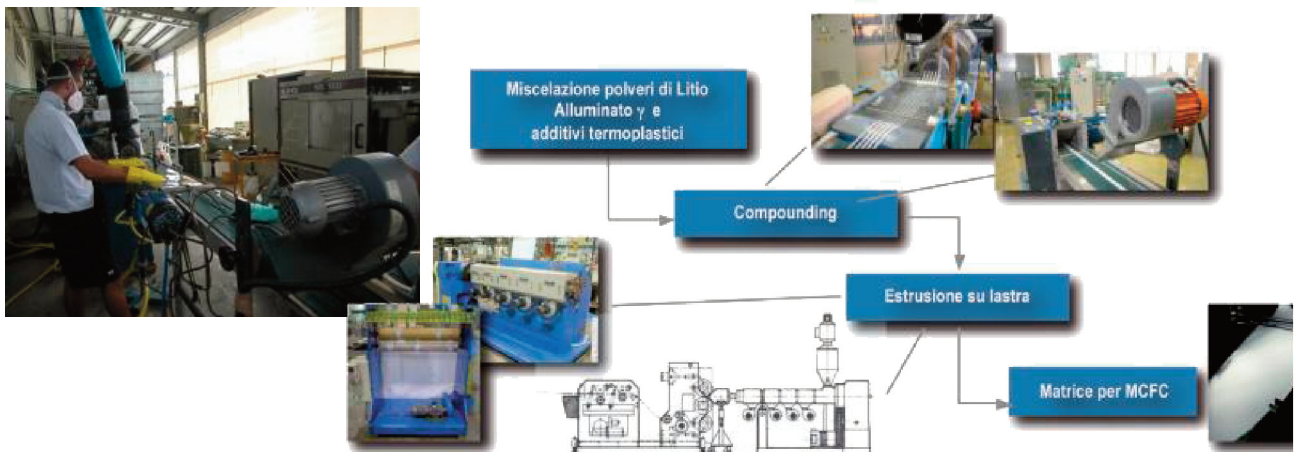 Miscelazione polveri di Litio
Alluminato γ e
additivi termoplastici
Compounding
Estrusione su lastra
Matrice per MCFC